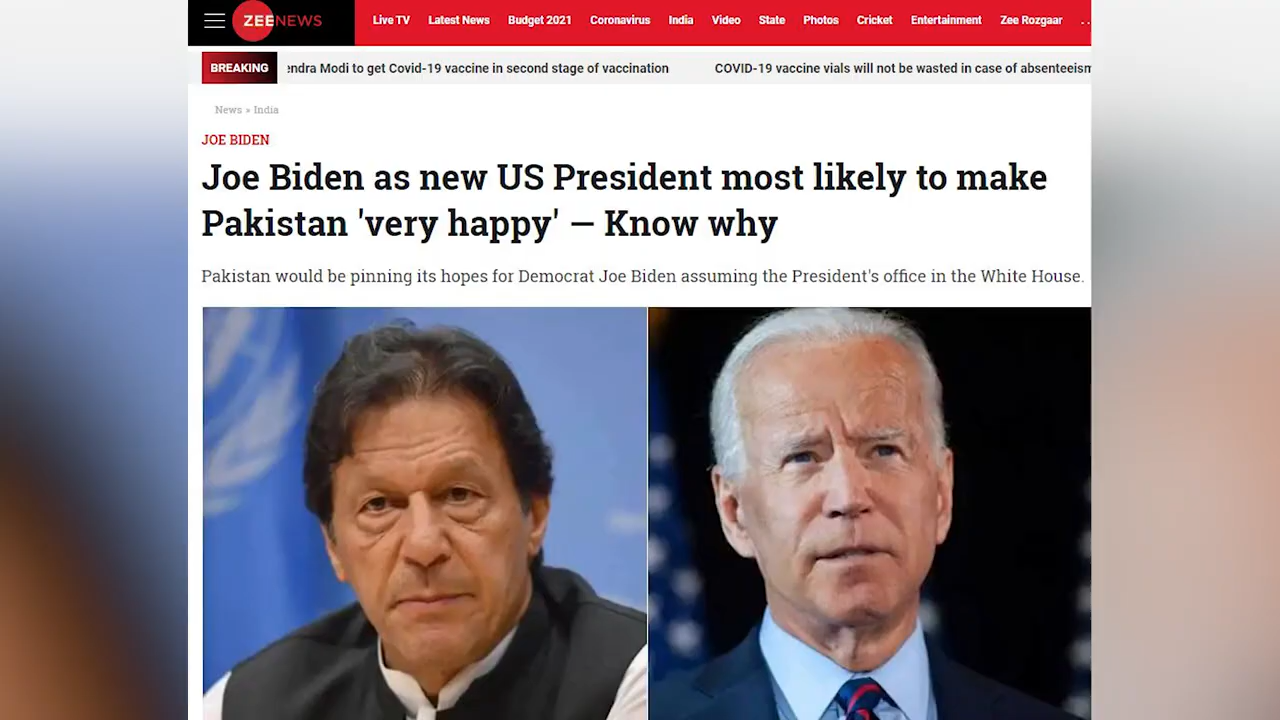 ZEENEWS
Live TV Latest News Budget 2021 Coronavirus India Video State Photos Cricket Entertainment Zee Rozgaar . .
BREAKING endra Modi to get Covid-19 vaccine in second stage of vaccination COVID-19 vaccine vials will not be wasted in case of absenteeism
News » India
JOE BIDEN
Joe Biden as new US President most likely to make
Pakistan 'very happy' – Know why
Pakistan would be pinning its hopes for Democrat Joe Biden assuming the President's office in the White House.